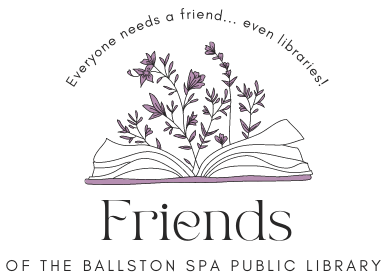 Everyone needs a friend... even libraries!
Friends
OF THE BALLSTON SPA PUBLIC LIBRARY